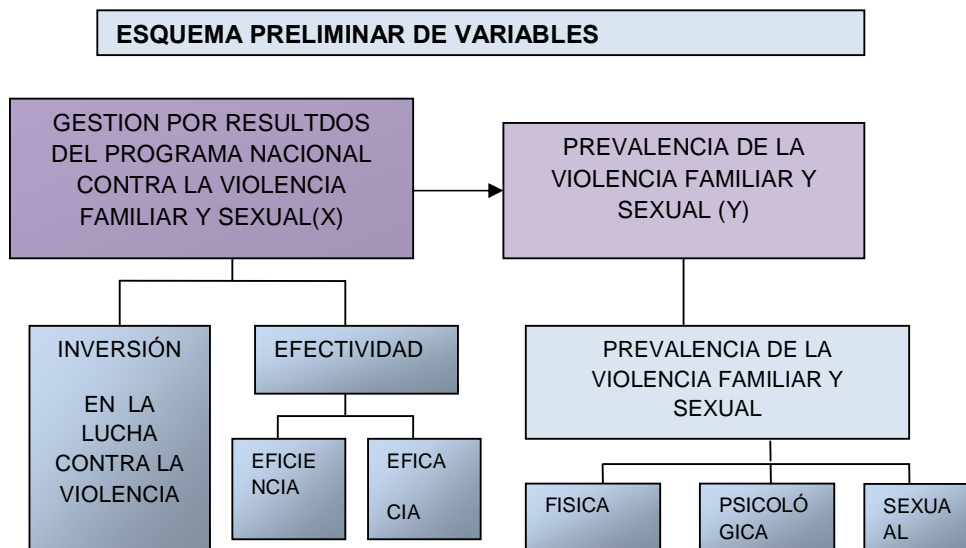 ESQUEMA PRELIMINAR DE VARIABLES
GESTION POR RESULTDOS
DEL PROGRAMA NACIONAL
CONTRA LA VIOLENCIA
FAMILIAR Y SEXUAL(X)
PREVALENCIA DE LA
VIOLENCIA FAMILIAR Y
SEXUAL (Y)
INVERSIÓN
EN LA
LUCHA
CONTRA LA
VIOLENCIA
EFECTIVIDAD
EFICIE
NCIA
EFICA
CIA
PREVALENCIA DE LA
VIOLENCIA FAMILIAR Y
SEXUAL
FISICA
PSICOLÓ
GICA
SEXUA
AL